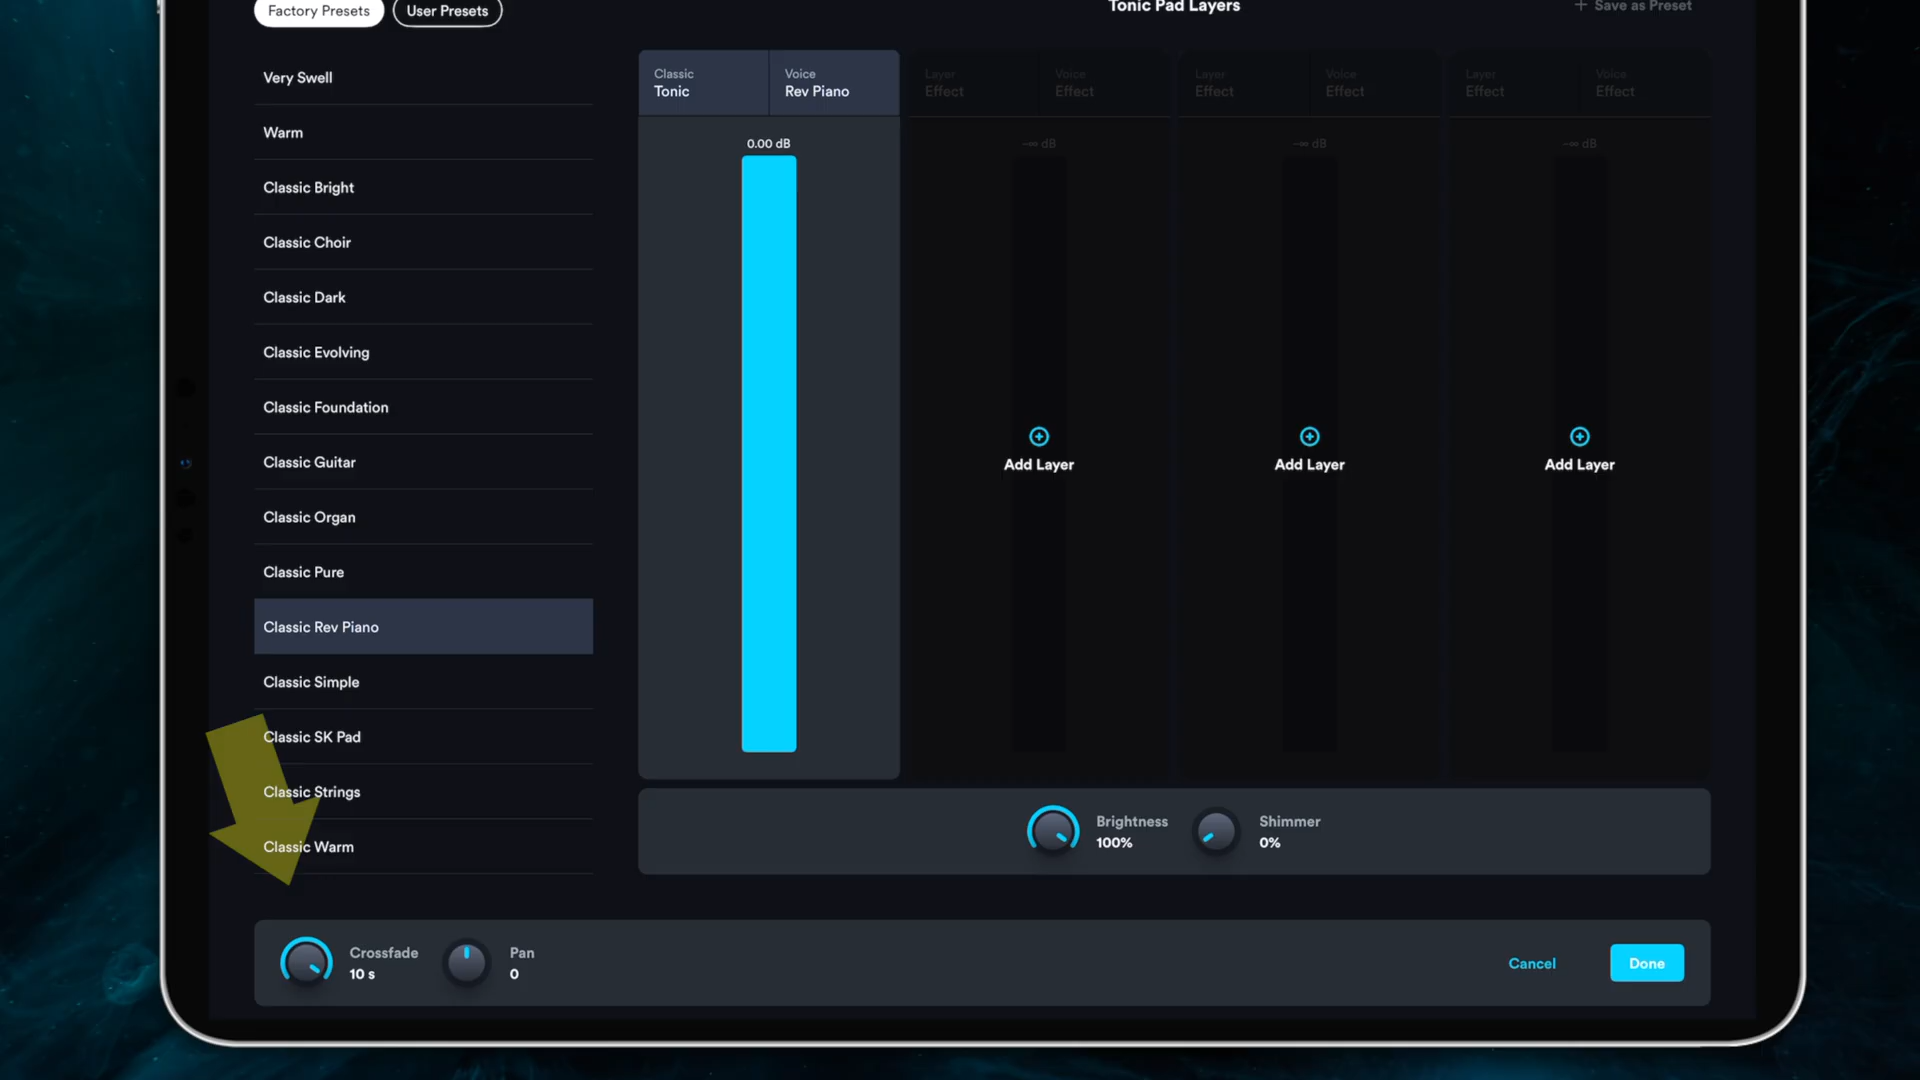 Factory Presets
User Presets
Tonic Pad Layers
+ Save as Preset
Very Swell
Warm
Classic Bright
Classic Choir
Classic Dark
Classic Evolving
Classic Foundation
Classic Guitar
Classic Organ
Classic Pure
Classic Rev Piano
Classic Simple
Classic SK Pad
Classic Strings
Classic Warm
Classic
Tonic
Voice
Rev Piano
0.00 dB
Layer
Effect
Voice
Effect
-∞ dB
Add Layer
Layer
Effect
Voice
Effect
-∞ dB
Add Layer
Layer
Effect
Voice
Effect
-∞ dB
Add Layer
Brightness
100%
Shimmer
0%
Crossfade
10 s
Pan
0
Cancel
Done